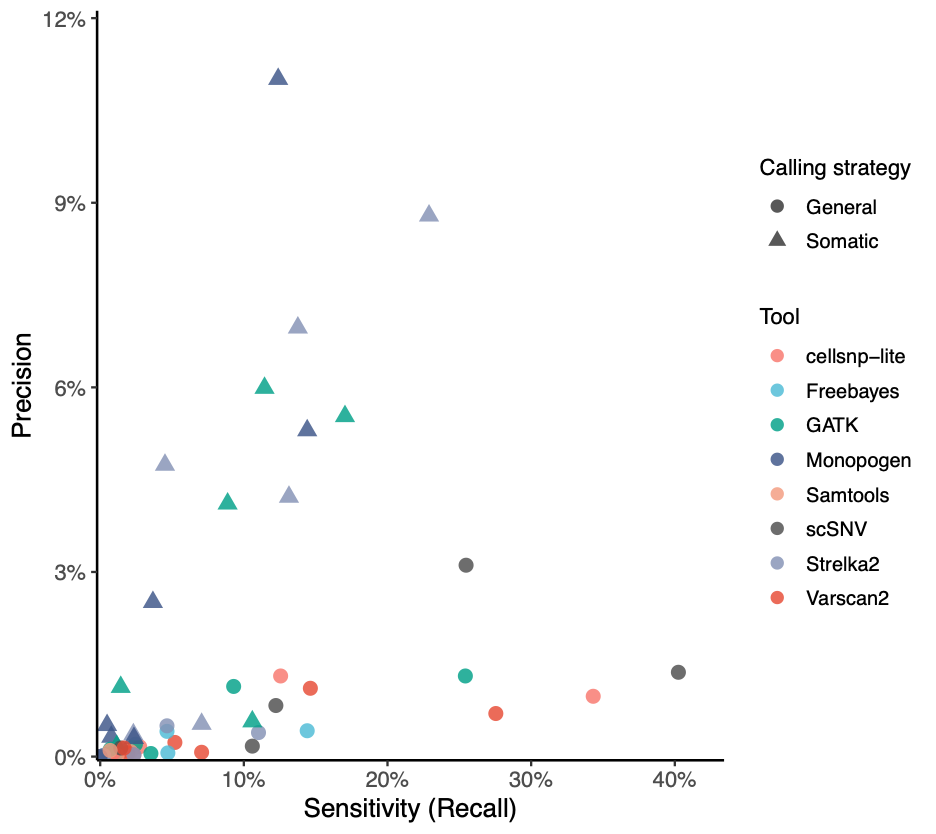 12%
9%
6%
3%
0%
Precision
0% 10% 20% 30% 40%
Sensitivity (Recall)
Calling strategy
General
Somatic
Tool
cellsnp−lite
Freebayes
GATK
Monopogen
Samtools
scSNV
Strelka2
Varscan2